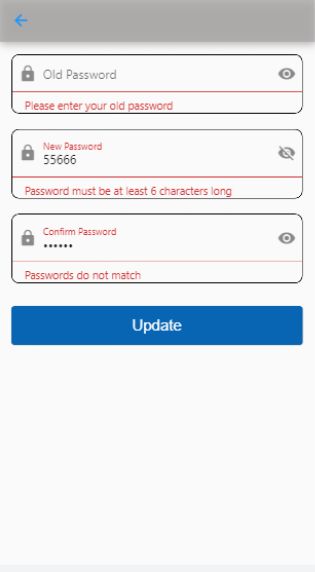 Old Password
Please enter your old password
New Password
55666
Password must be at least 6 characters long
Confirm Password
••••••
Passwords do not match
Update